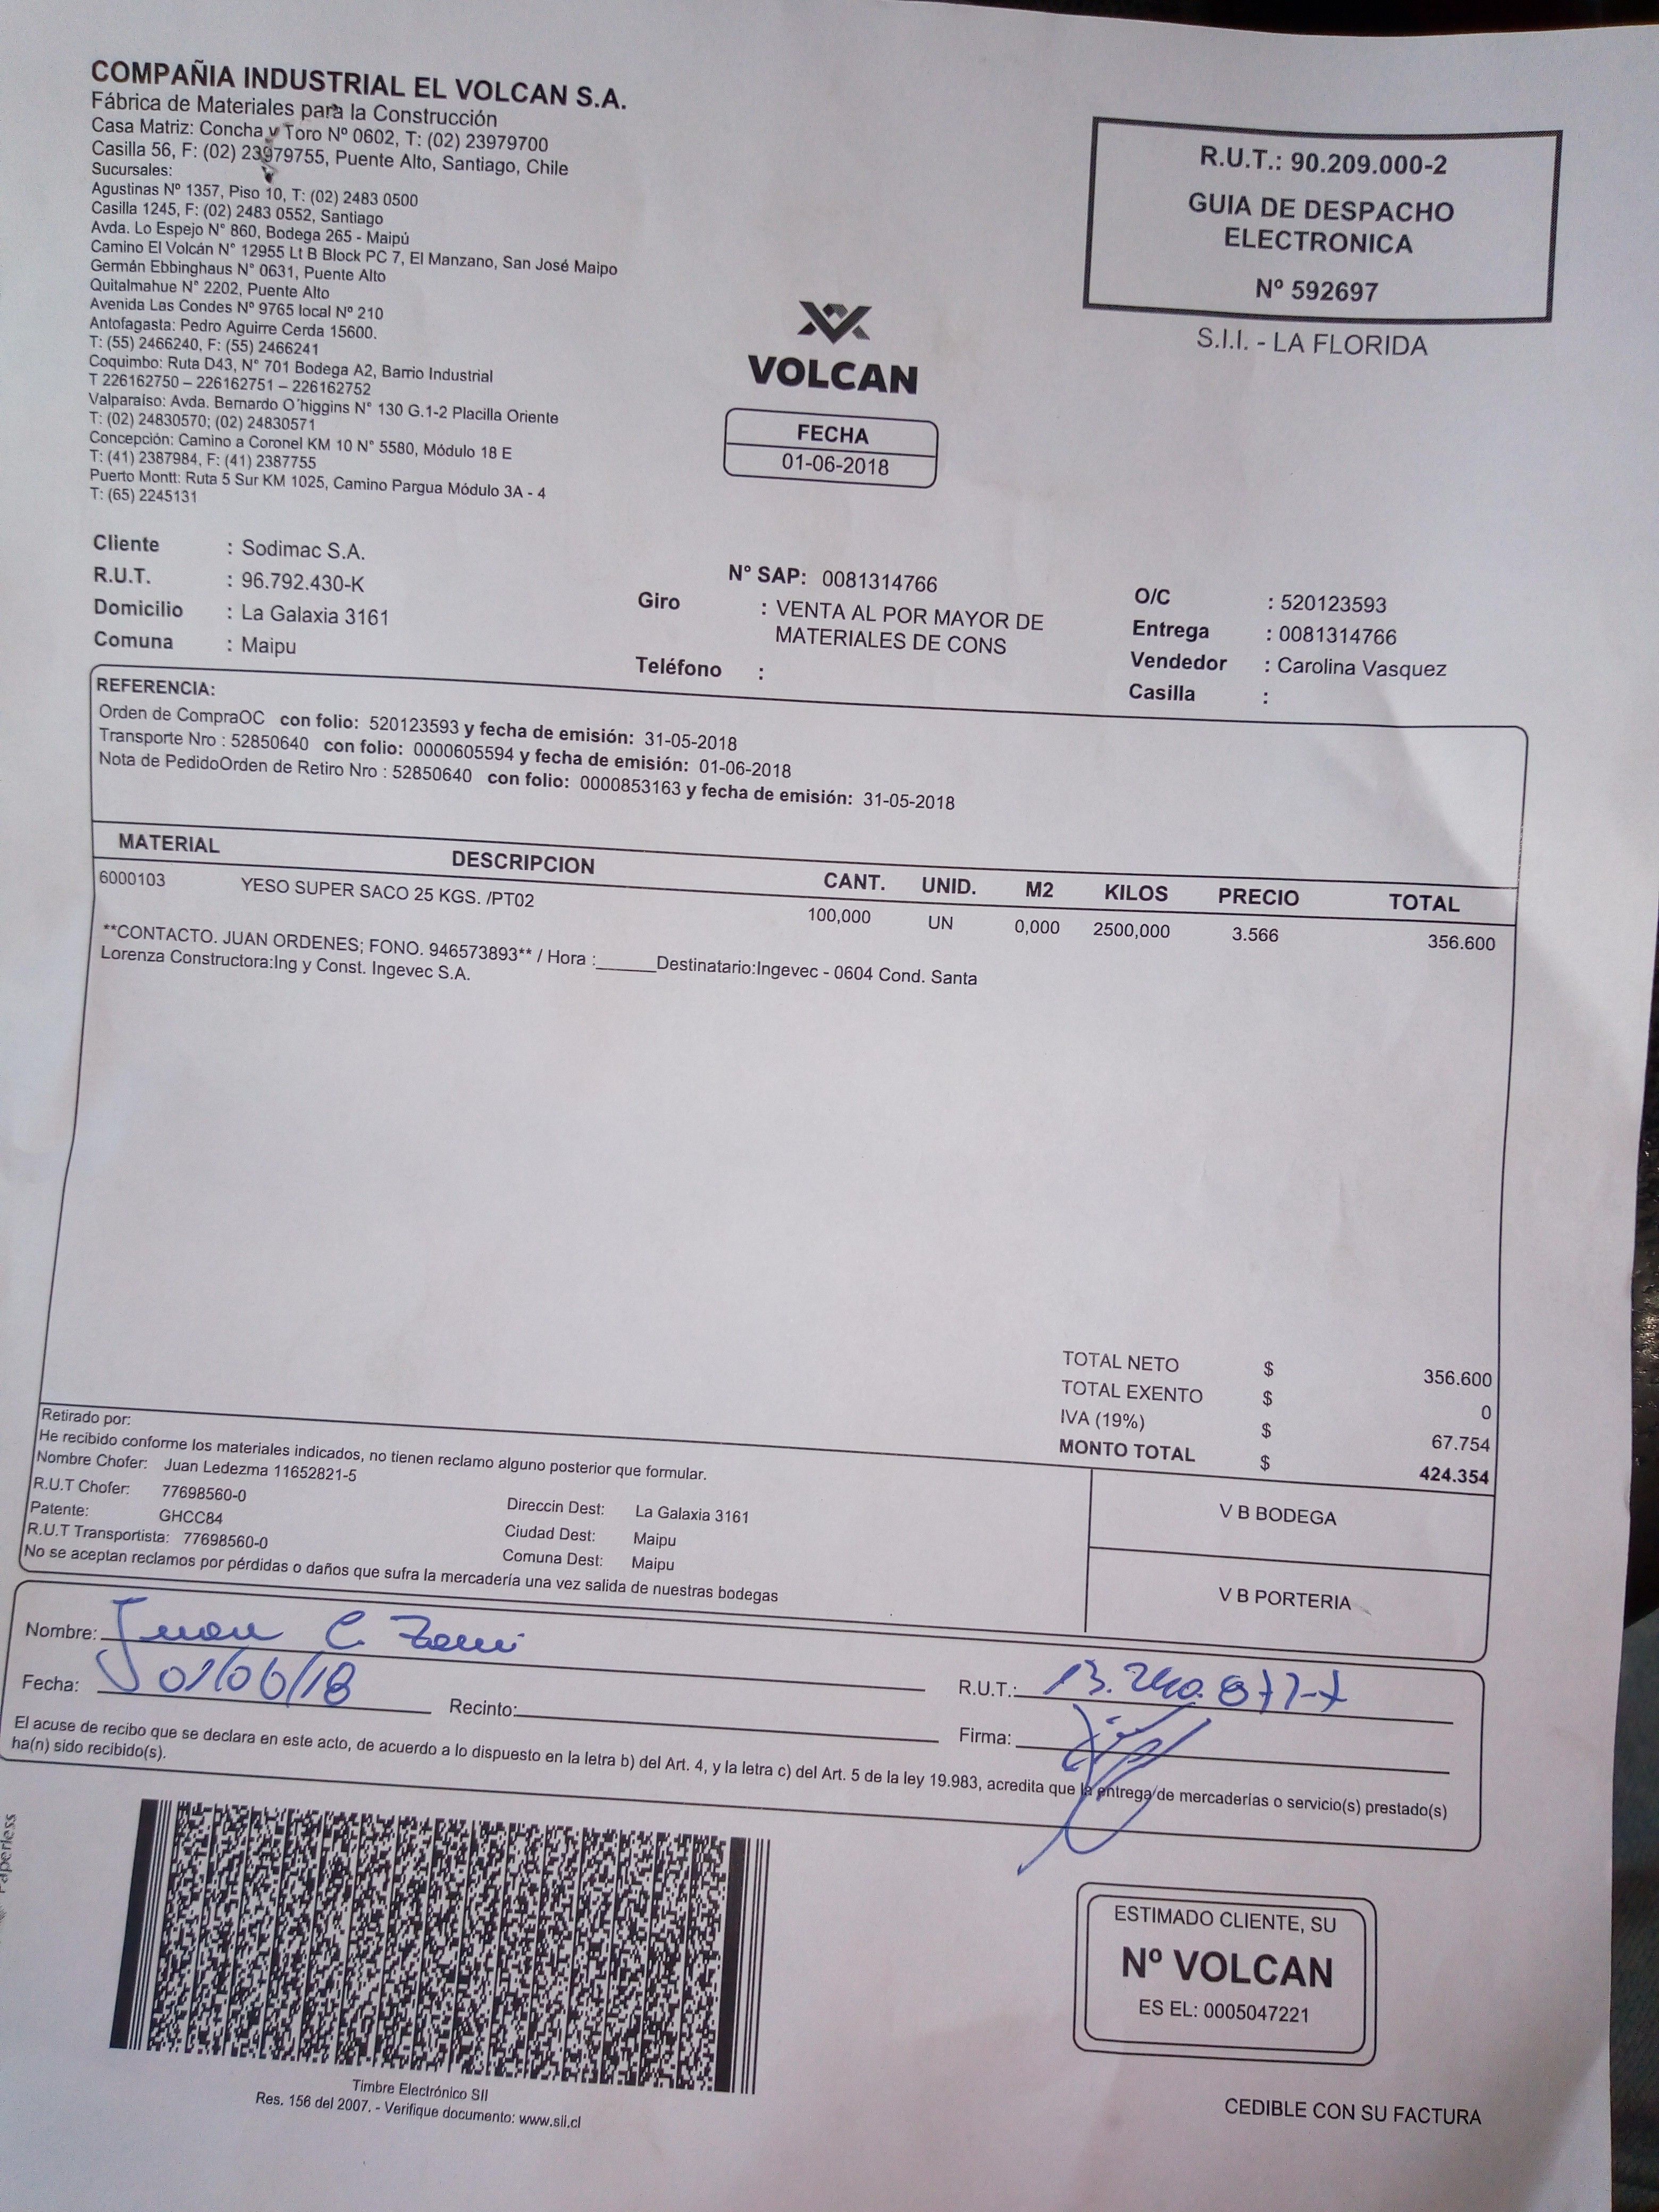 COMPAÑIA INDUSTRIAL EL VOLCAN S.A.
Fábrica de Materiales para la Construcción
Casa Matriz: Concha y Toro Nº 0602, T: (02) 23979700
Casilla 56, F: (02) 23979755, Puente Alto, Santiago, Chile
Sucursales:
Agustinas Nº 1357, Piso 10, T: (02) 2483 0500
Casilla 1245, F: (02) 2483 0552, Santiago
Avda. Lo Espejo N° 860, Bodega 265 - Maipú
Camino El Volcán N° 12955 Lt B Block PC 7, El Manzano, San José Maipo
Germán Ebbinghaus N° 0631, Puente Alto
Quitalmahue N° 2202, Puente Alto
Avenida Las Condes Nº 9765 local Nº 210
Antofagasta: Pedro Aguirre Cerda 15600.
T: (55) 2466240, F: (55) 2466241
Coquimbo: Ruta D43, N° 701 Bodega A2, Barrio Industrial
T 226162750 – 226162751 – 226162752
Valparaíso: Avda. Bernardo O´higgins N° 130 G.1-2 Placilla Oriente
T: (02) 24830570; (02) 24830571
Concepción: Camino a Coronel KM 10 N° 5580, Módulo 18 E
T: (41) 2387984, F: (41) 2387755
Puerto Montt: Ruta 5 Sur KM 1025, Camino Pargua Módulo 3A - 4
T: (65) 2245131
VOLCAN
FECHA
01-06-2018
R.U.T.: 90.209.000-2
GUIA DE DESPACHO
ELECTRONICA
Nº 592697
S.I.I. - LA FLORIDA
Cliente : Sodimac S.A.
R.U.T. : 96.792.430-K
Domicilio : La Galaxia 3161
Comuna : Maipu
N° SAP: 0081314766
Giro : VENTA AL POR MAYOR DE
MATERIALES DE CONS
Teléfono :
O/C : 520123593
Entrega : 0081314766
Vendedor : Carolina Vasquez
Casilla :
REFERENCIA:
Orden de CompraOC con folio: 520123593 y fecha de emisión: 31-05-2018
Transporte Nro : 52850640 con folio: 0000605594 y fecha de emisión: 01-06-2018
Nota de PedidoOrden de Retiro Nro : 52850640 con folio: 0000853163 y fecha de emisión: 31-05-2018
MATERIAL DESCRIPCION CANT. UNID. M2 KILOS PRECIO TOTAL
6000103 YESO SUPER SACO 25 KGS. /PT02 100,000 UN 0,000 2500,000 3.566 356.600
**CONTACTO. JUAN ORDENES; FONO. 946573893** / Hora :______Destinatario:Ingevec - 0604 Cond. Santa
Lorenza Constructora:Ing y Const. Ingevec S.A.
TOTAL NETO $ 356.600
TOTAL EXENTO $ 0
IVA (19%) $ 67.754
MONTO TOTAL $ 424.354
Retirado por:
He recibido conforme los materiales indicados, no tienen reclamo alguno posterior que formular.
Nombre Chofer: Juan Ledezma 11652821-5
R.U.T Chofer: 77698560-0
Patente: GHCC84
R.U.T Transportista: 77698560-0
Direccin Dest: La Galaxia 3161
Ciudad Dest: Maipu
Comuna Dest: Maipu
No se aceptan reclamos por pérdidas o daños que sufra la mercadería una vez salida de nuestras bodegas
V B BODEGA
V B PORTERIA
Nombre: Juan C.
Fecha: 01/06/18
Recinto:
R.U.T.:
Firma:
El acuse de recibo que se declara en este acto, de acuerdo a lo dispuesto en la letra b) del Art. 4, y la letra c) del Art. 5 de la ley 19.983, acredita que la entrega de mercaderías o servicio(s) prestado(s)
ha(n) sido recibido(s).
Paperless
Timbre Electrónico SII
Res. 156 del 2007. - Verifique documento: www.sii.cl
ESTIMADO CLIENTE, SU
Nº VOLCAN
ES EL: 0005047221
CEDIBLE CON SU FACTURA